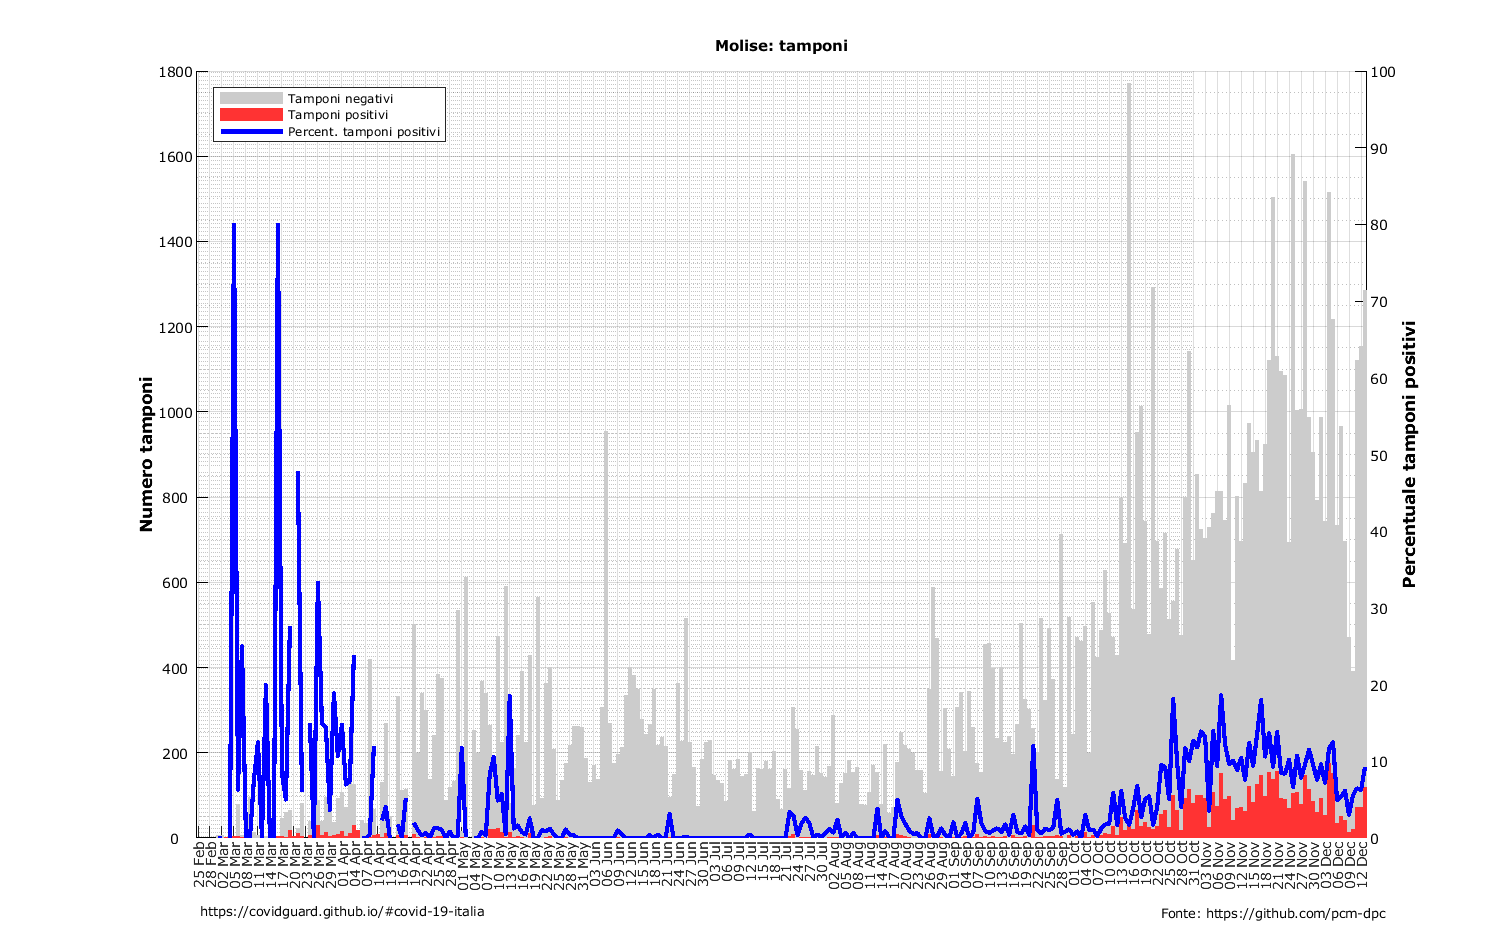 Molise: tamponi
Tamponi negativi
Tamponi positivi
Percent. tamponi positivi
Numero tamponi
1800
1600
1400
1200
1000
800
600
400
200
0
100
90
80
70
60
50
40
30
20
10
0
Percentuale tamponi positivi
25 Feb
28 Feb
02 Mar
05 Mar
08 Mar
11 Mar
14 Mar
17 Mar
20 Mar
23 Mar
26 Mar
29 Mar
01 Apr
04 Apr
07 Apr
10 Apr
13 Apr
16 Apr
19 Apr
22 Apr
25 Apr
28 Apr
01 May
04 May
07 May
10 May
13 May
16 May
19 May
22 May
25 May
28 May
31 May
03 Jun
06 Jun
09 Jun
12 Jun
15 Jun
18 Jun
21 Jun
24 Jun
27 Jun
30 Jun
03 Jul
06 Jul
09 Jul
12 Jul
15 Jul
18 Jul
21 Jul
24 Jul
27 Jul
30 Jul
02 Aug
05 Aug
08 Aug
11 Aug
14 Aug
17 Aug
20 Aug
23 Aug
26 Aug
29 Aug
01 Sep
04 Sep
07 Sep
10 Sep
13 Sep
16 Sep
19 Sep
22 Sep
25 Sep
28 Sep
01 Oct
04 Oct
07 Oct
10 Oct
13 Oct
16 Oct
19 Oct
22 Oct
25 Oct
28 Oct
31 Oct
03 Nov
06 Nov
09 Nov
12 Nov
15 Nov
18 Nov
21 Nov
24 Nov
27 Nov
30 Nov
03 Dec
06 Dec
09 Dec
12 Dec
https://covidguard.github.io/#covid-19-italia
Fonte: https://github.com/pcm-dpc